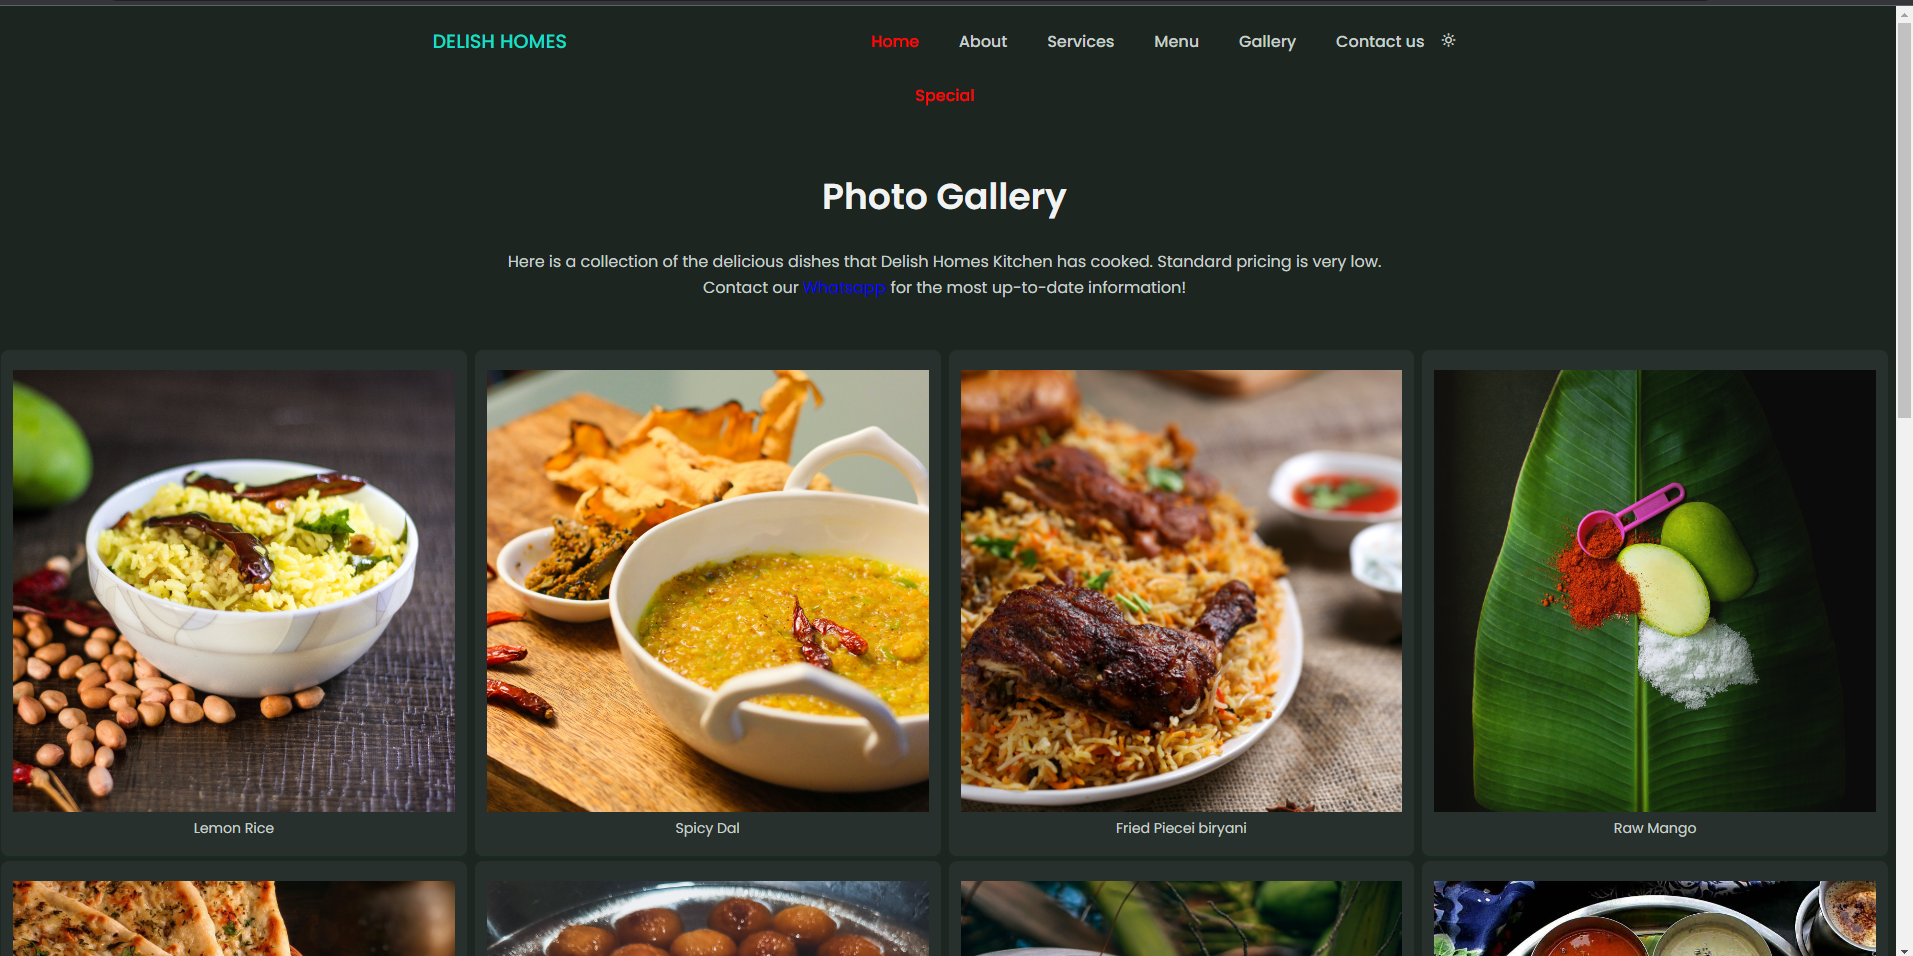 DELISH HOMES
Home About Services Menu Gallery Contact us
Special
Photo Gallery
Here is a collection of the delicious dishes that Delish Homes Kitchen has cooked. Standard pricing is very low.
Contact our Whatsapp for the most up-to-date information!
Lemon Rice
Spicy Dal
Fried Piecei biryani
Raw Mango